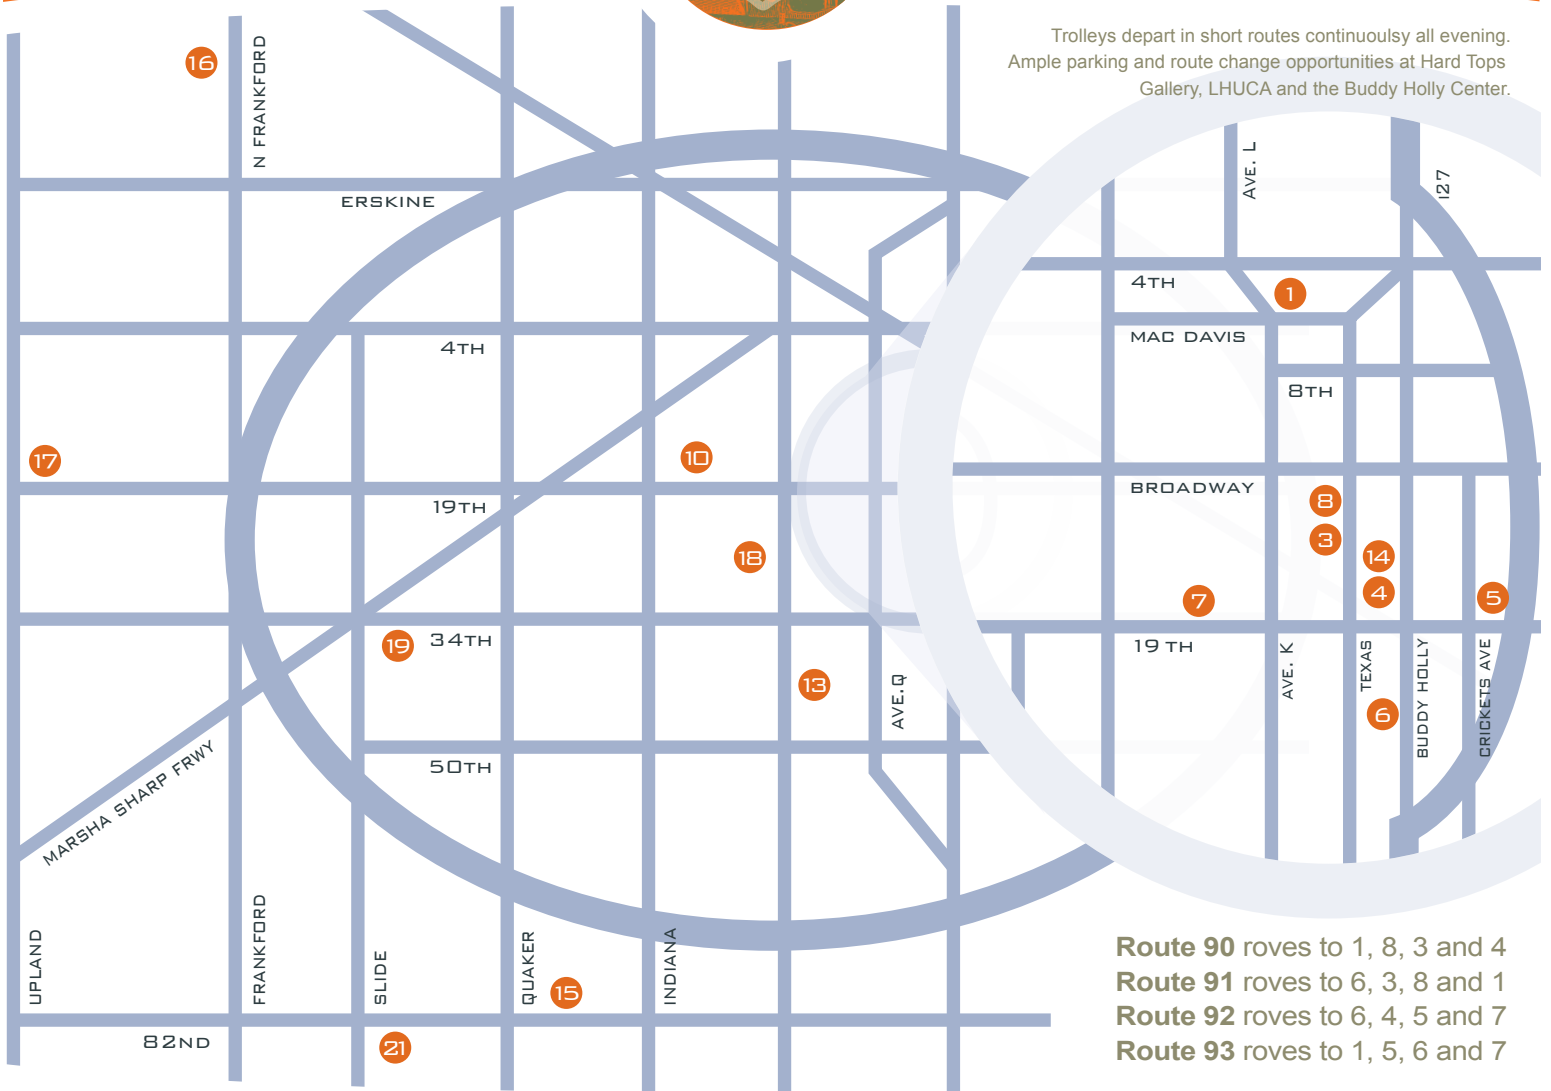 Trolleys depart in short routes continuoulsy all evening.
Ample parking and route change opportunities at Hard Tops
Gallery, LHUCA and the Buddy Holly Center.
16
N FRANKFORD
ERSKINE
AVE. L
I27
4TH
1
MAC DAVIS
4TH
8TH
17
10
BROADWAY
19TH
8
3
18
14
4
7
5
19
34TH
19 TH
AVE. K
TEXAS
BUDDY HOLLY
CRICKETS AVE
13
AVE.Q
6
50TH
MARSHA SHARP FRWY
UPLAND
FRANKFORD
SLIDE
QUAKER
15
INDIANA
82ND
21
Route 90 roves to 1, 8, 3 and 4
Route 91 roves to 6, 3, 8 and 1
Route 92 roves to 6, 4, 5 and 7
Route 93 roves to 1, 5, 6 and 7